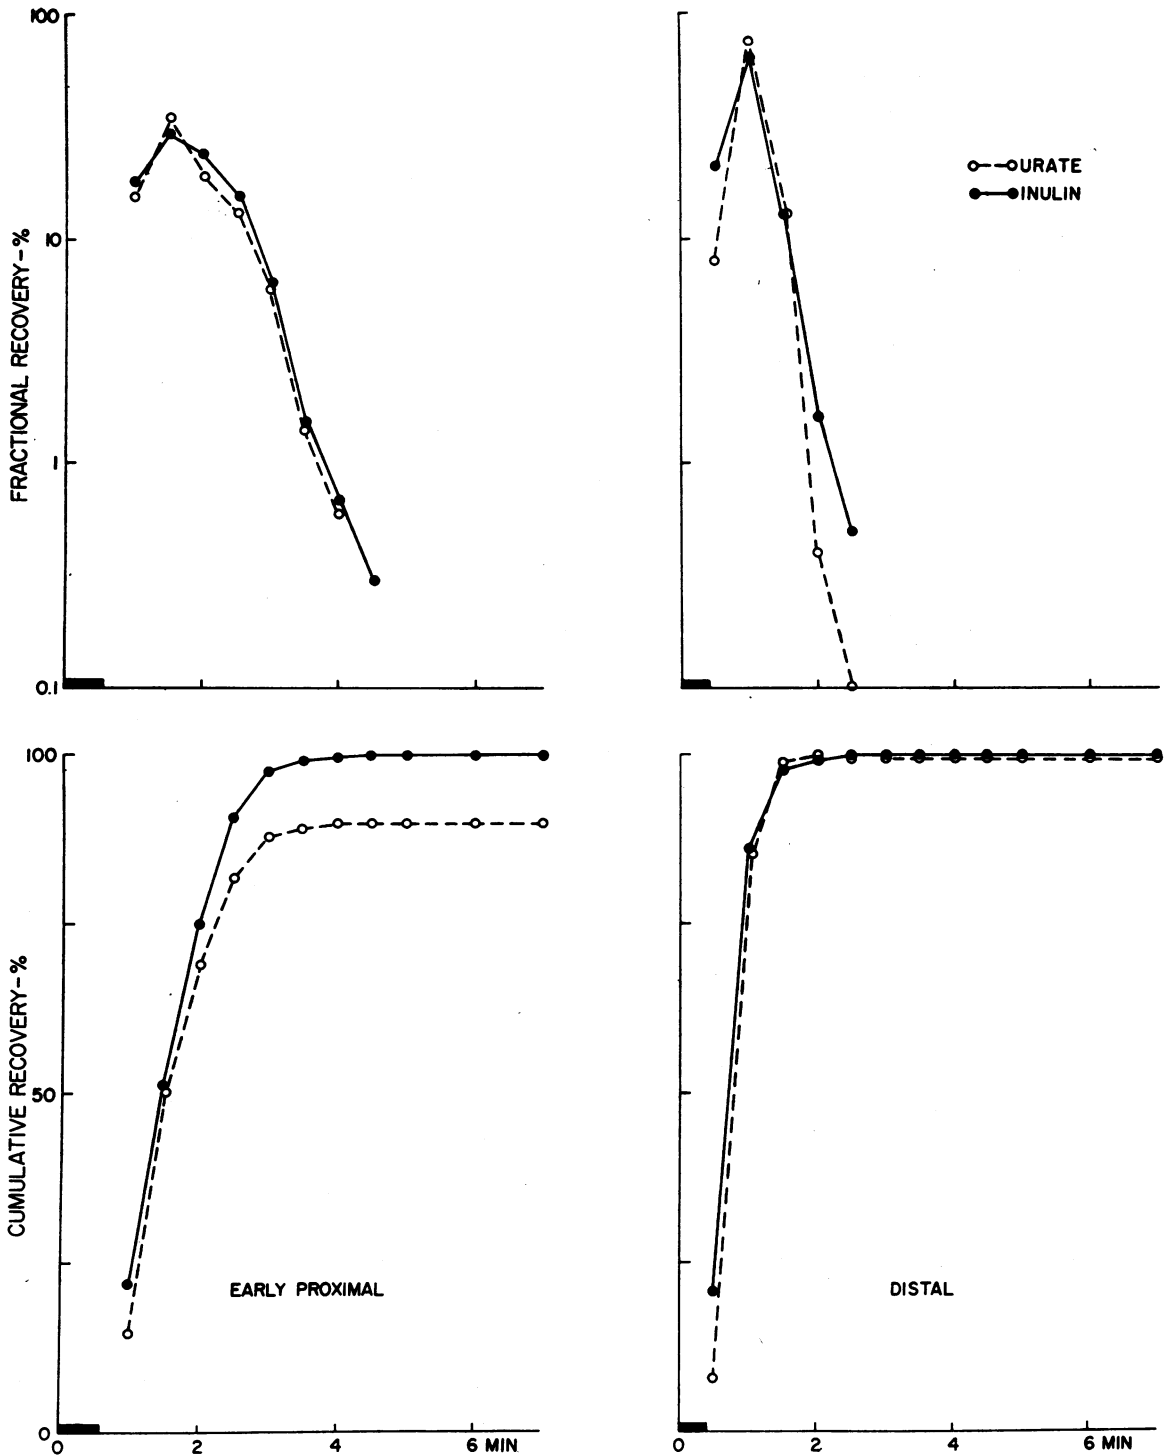 100
10
1
0.1
FRACTIONAL RECOVERY-%
URATE
INULIN
100
50
0
CUMULATIVE RECOVERY-%
EARLY PROXIMAL
DISTAL
0 2 4 6 MIN
0 2 4 6 MIN